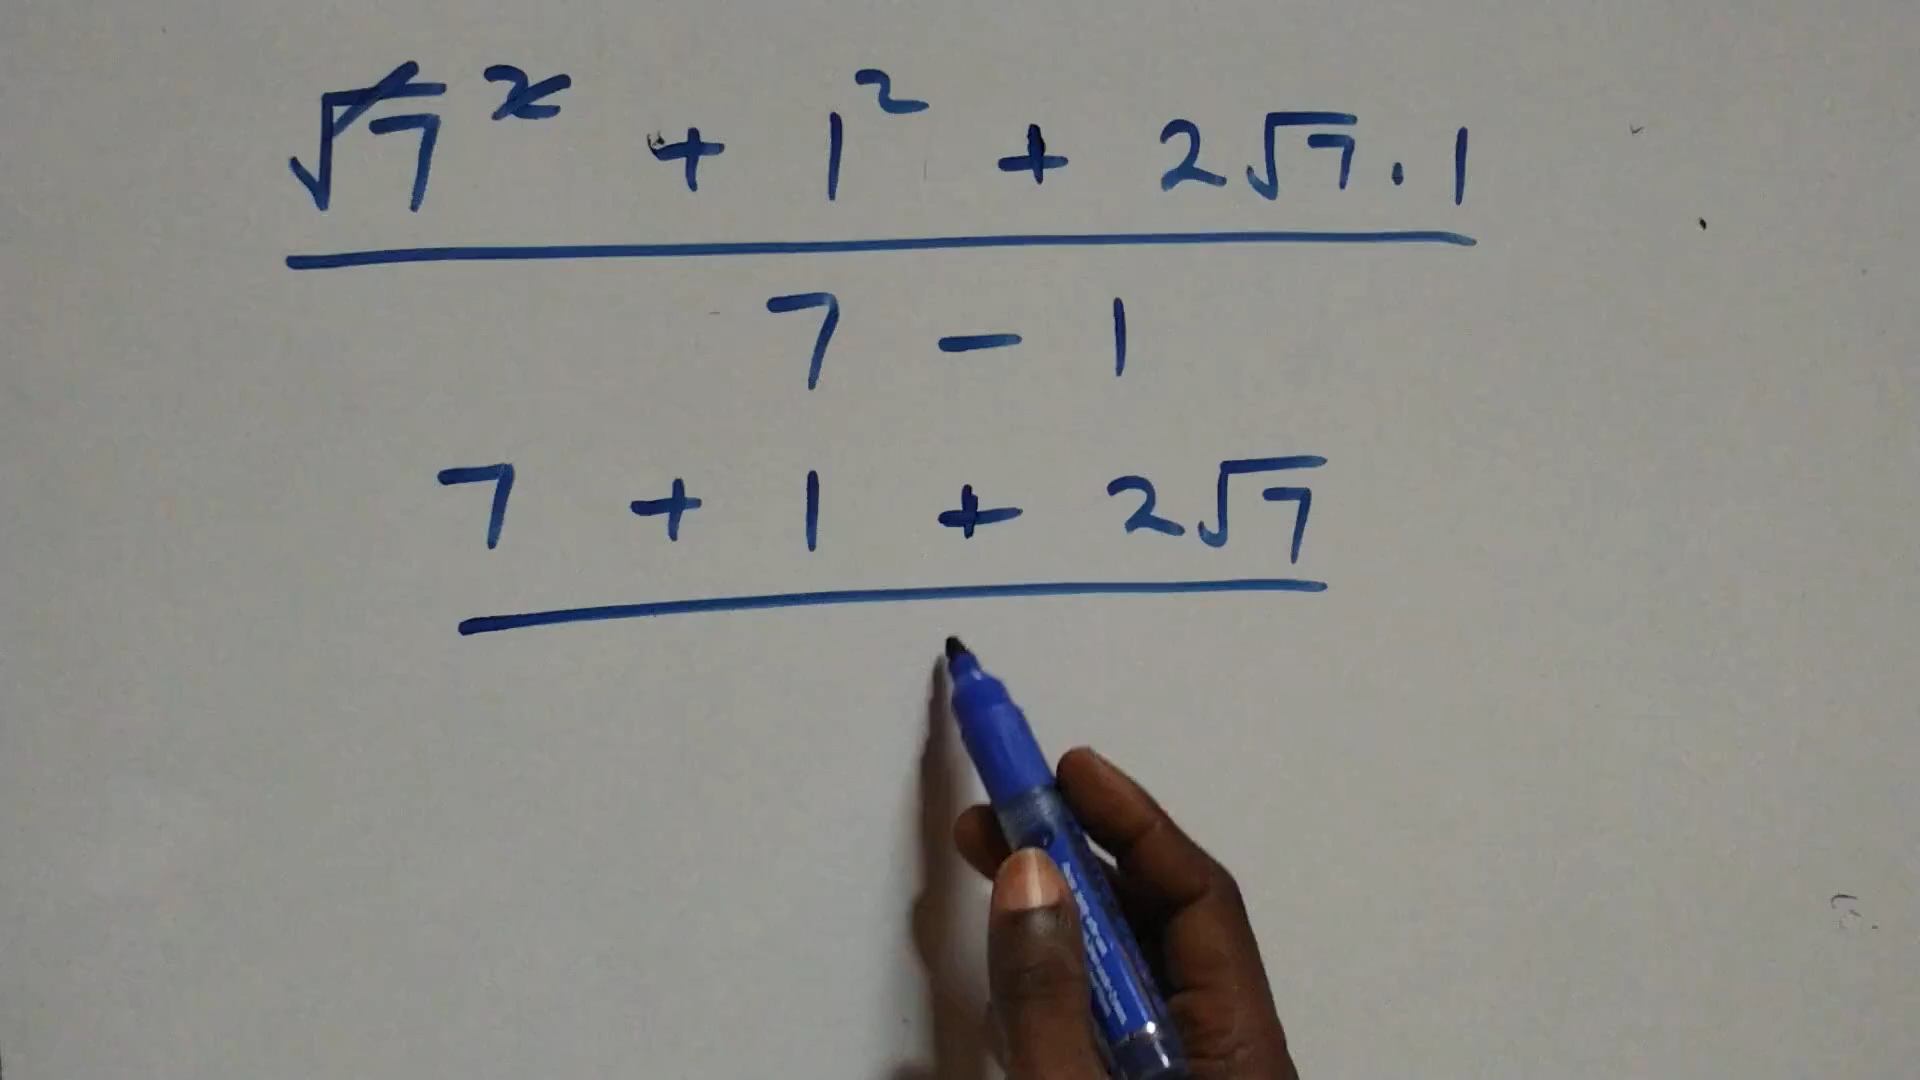 √7² + 1² + 2√7 . 1
7 - 1
7 + 1 + 2√7